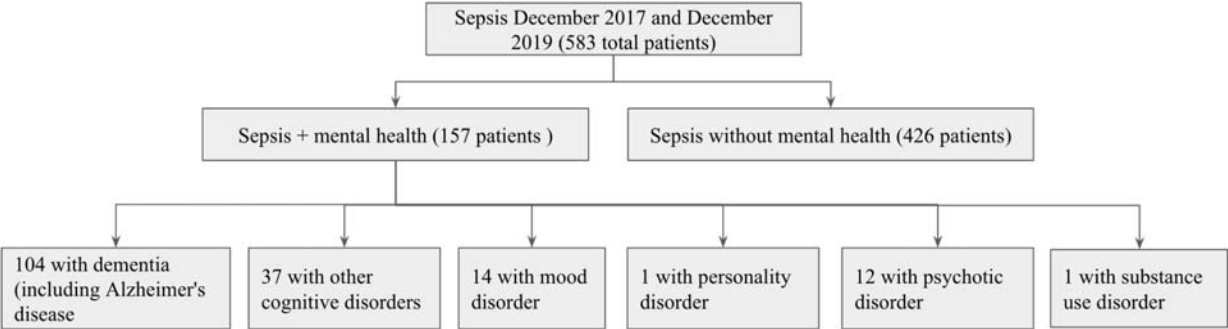 Sepsis December 2017 and December
2019 (583 total patients)
Sepsis + mental health (157 patients )
Sepsis without mental health (426 patients)
104 with dementia
(including Alzheimer's
disease
37 with other
cognitive disorders
14 with mood
disorder
1 with personality
disorder
12 with psychotic
disorder
1 with substance
use disorder